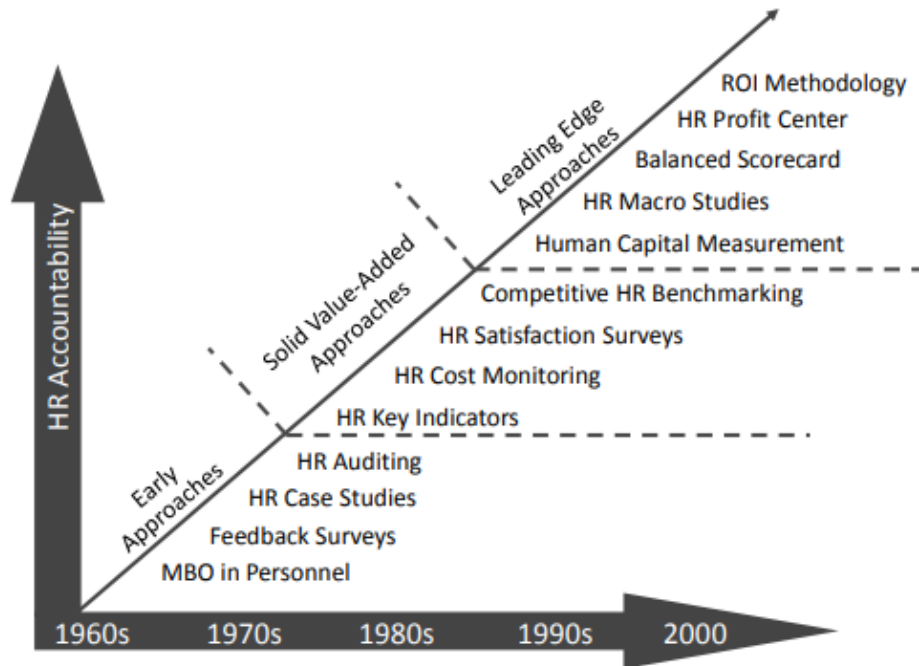 ROI Methodology
HR Profit Center
Balanced Scorecard
HR Macro Studies
Human Capital Measurement
Leading Edge
Approaches
Competitive HR Benchmarking
HR Satisfaction Surveys
HR Cost Monitoring
HR Key Indicators
Solid Value-Added
Approaches
HR Auditing
HR Case Studies
Feedback Surveys
MBO in Personnel
Early
Approaches
HR Accountability
1960s 1970s 1980s 1990s 2000